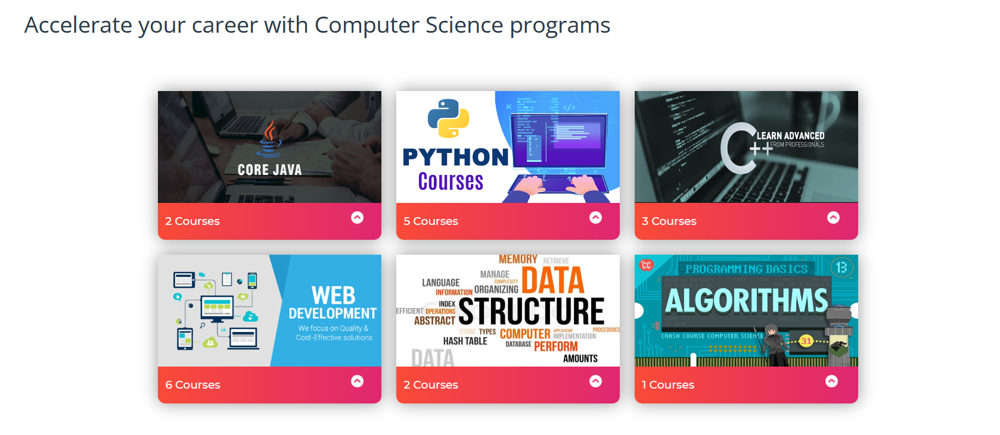 Accelerate your career with Computer Science programs
CORE JAVA
2 Courses
PYTHON
Courses
5 Courses
LEARN ADVANCED
C++
FROM PROFESSIONALS
3 Courses
WEB
DEVELOPMENT
We focus on Quality &
Cost-Effective solutions
6 Courses
MEMORY RETRIEVE
LANGUAGE MANAGE DATA
COMPLEXITY
INFORMATION ORGANIZING
INDEX STRUCTURE
EFFICIENT OPERATIONS
ABSTRACT
STORE TYPES COMPUTER APPLICATION PROCEDURES
IMPLEMENTATION
HASH TABLE DATABASE PERFORM
DATA AMOUNTS
2 Courses
CC PROGRAMMING BASICS 13
ALGORITHMS
CRASH COURSE COMPUTER SCIENCE
31
1 Courses